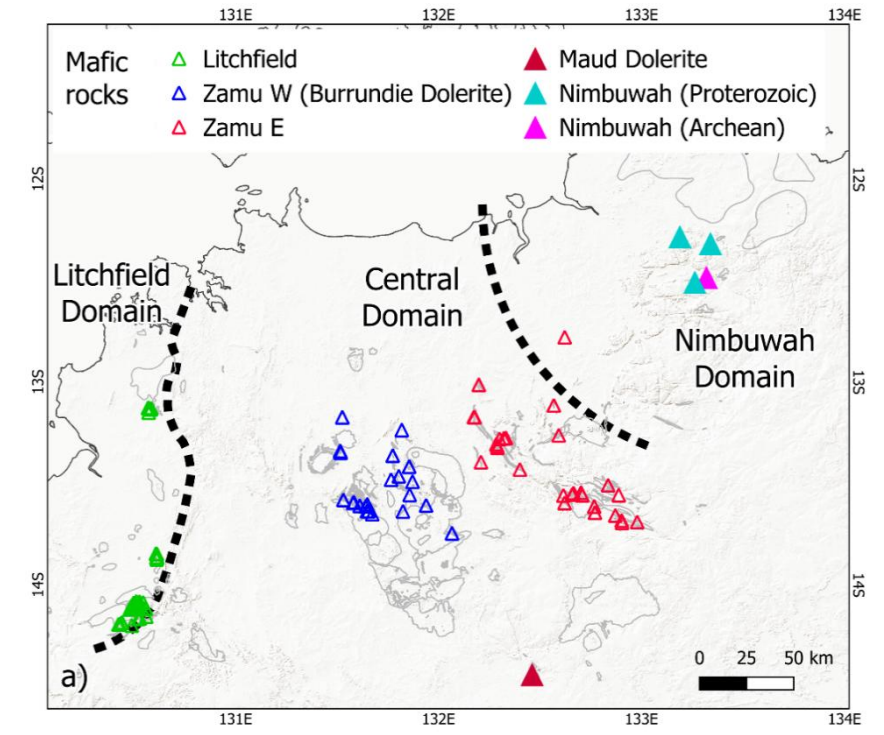 131E 132E 133E 134E
Mafic
rocks
Litchfield
Zamu W (Burrundie Dolerite)
Zamu E
Maud Dolerite
Nimbuwah (Proterozoic)
Nimbuwah (Archean)
12S 12S
Litchfield
Domain
Central
Domain
Nimbuwah
Domain
13S 13S
14S 14S
a)
0 25 50 km
131E 132E 133E 134E